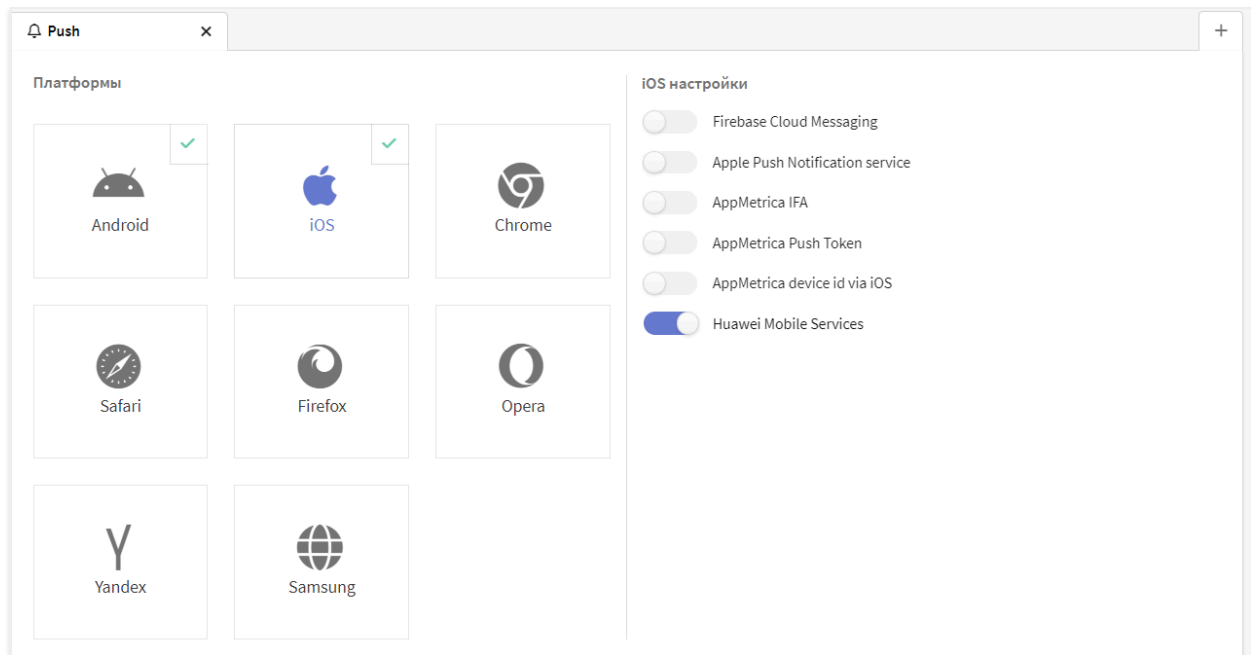 Push
Платформы
Android
iOS
Chrome
Safari
Firefox
Opera
Yandex
Samsung
iOS настройки
Firebase Cloud Messaging
Apple Push Notification service
AppMetrica IFA
AppMetrica Push Token
AppMetrica device id via iOS
Huawei Mobile Services